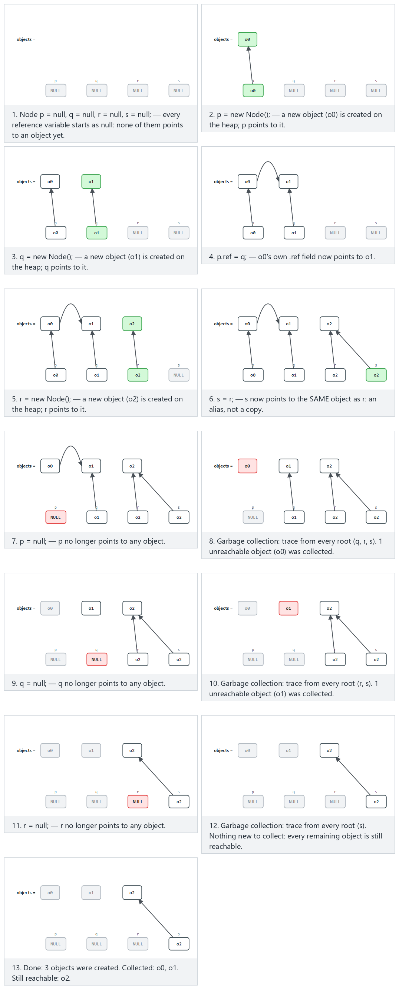 objects =
p q r s
NULL NULL NULL NULL
1. Node p = null, q = null, r = null, s = null; — every
reference variable starts as null: none of them points
to an object yet.
objects = o0
p q r s
o0 NULL NULL NULL
2. p = new Node(); — a new object (o0) is created on
the heap; p points to it.
objects = o0 o1
p q r s
o0 o1 NULL NULL
3. q = new Node(); — a new object (o1) is created on
the heap; q points to it.
objects = o0 o1
p q r s
o0 o1 NULL NULL
4. p.ref = q; — o0's own .ref field now points to o1.
objects = o0 o1 o2
p q r s
o0 o1 o2 NULL
5. r = new Node(); — a new object (o2) is created on
the heap; r points to it.
objects = o0 o1 o2
p q r s
o0 o1 o2 o2
6. s = r; — s now points to the SAME object as r: an
alias, not a copy.
objects = o0 o1 o2
p q r s
NULL o1 o2 o2
7. p = null; — p no longer points to any object.
objects = o0 o1 o2
p q r s
NULL o1 o2 o2
8. Garbage collection: trace from every root (q, r, s). 1
unreachable object (o0) was collected.
objects = o0 o1 o2
p q r s
NULL NULL o2 o2
9. q = null; — q no longer points to any object.
objects = o0 o1 o2
p q r s
NULL NULL o2 o2
10. Garbage collection: trace from every root (r, s). 1
unreachable object (o1) was collected.
objects = o0 o1 o2
p q r s
NULL NULL NULL o2
11. r = null; — r no longer points to any object.
objects = o0 o1 o2
p q r s
NULL NULL NULL o2
12. Garbage collection: trace from every root (s).
Nothing new to collect: every remaining object is still
reachable.
objects = o0 o1 o2
p q r s
NULL NULL NULL o2
13. Done: 3 objects were created. Collected: o0, o1.
Still reachable: o2.